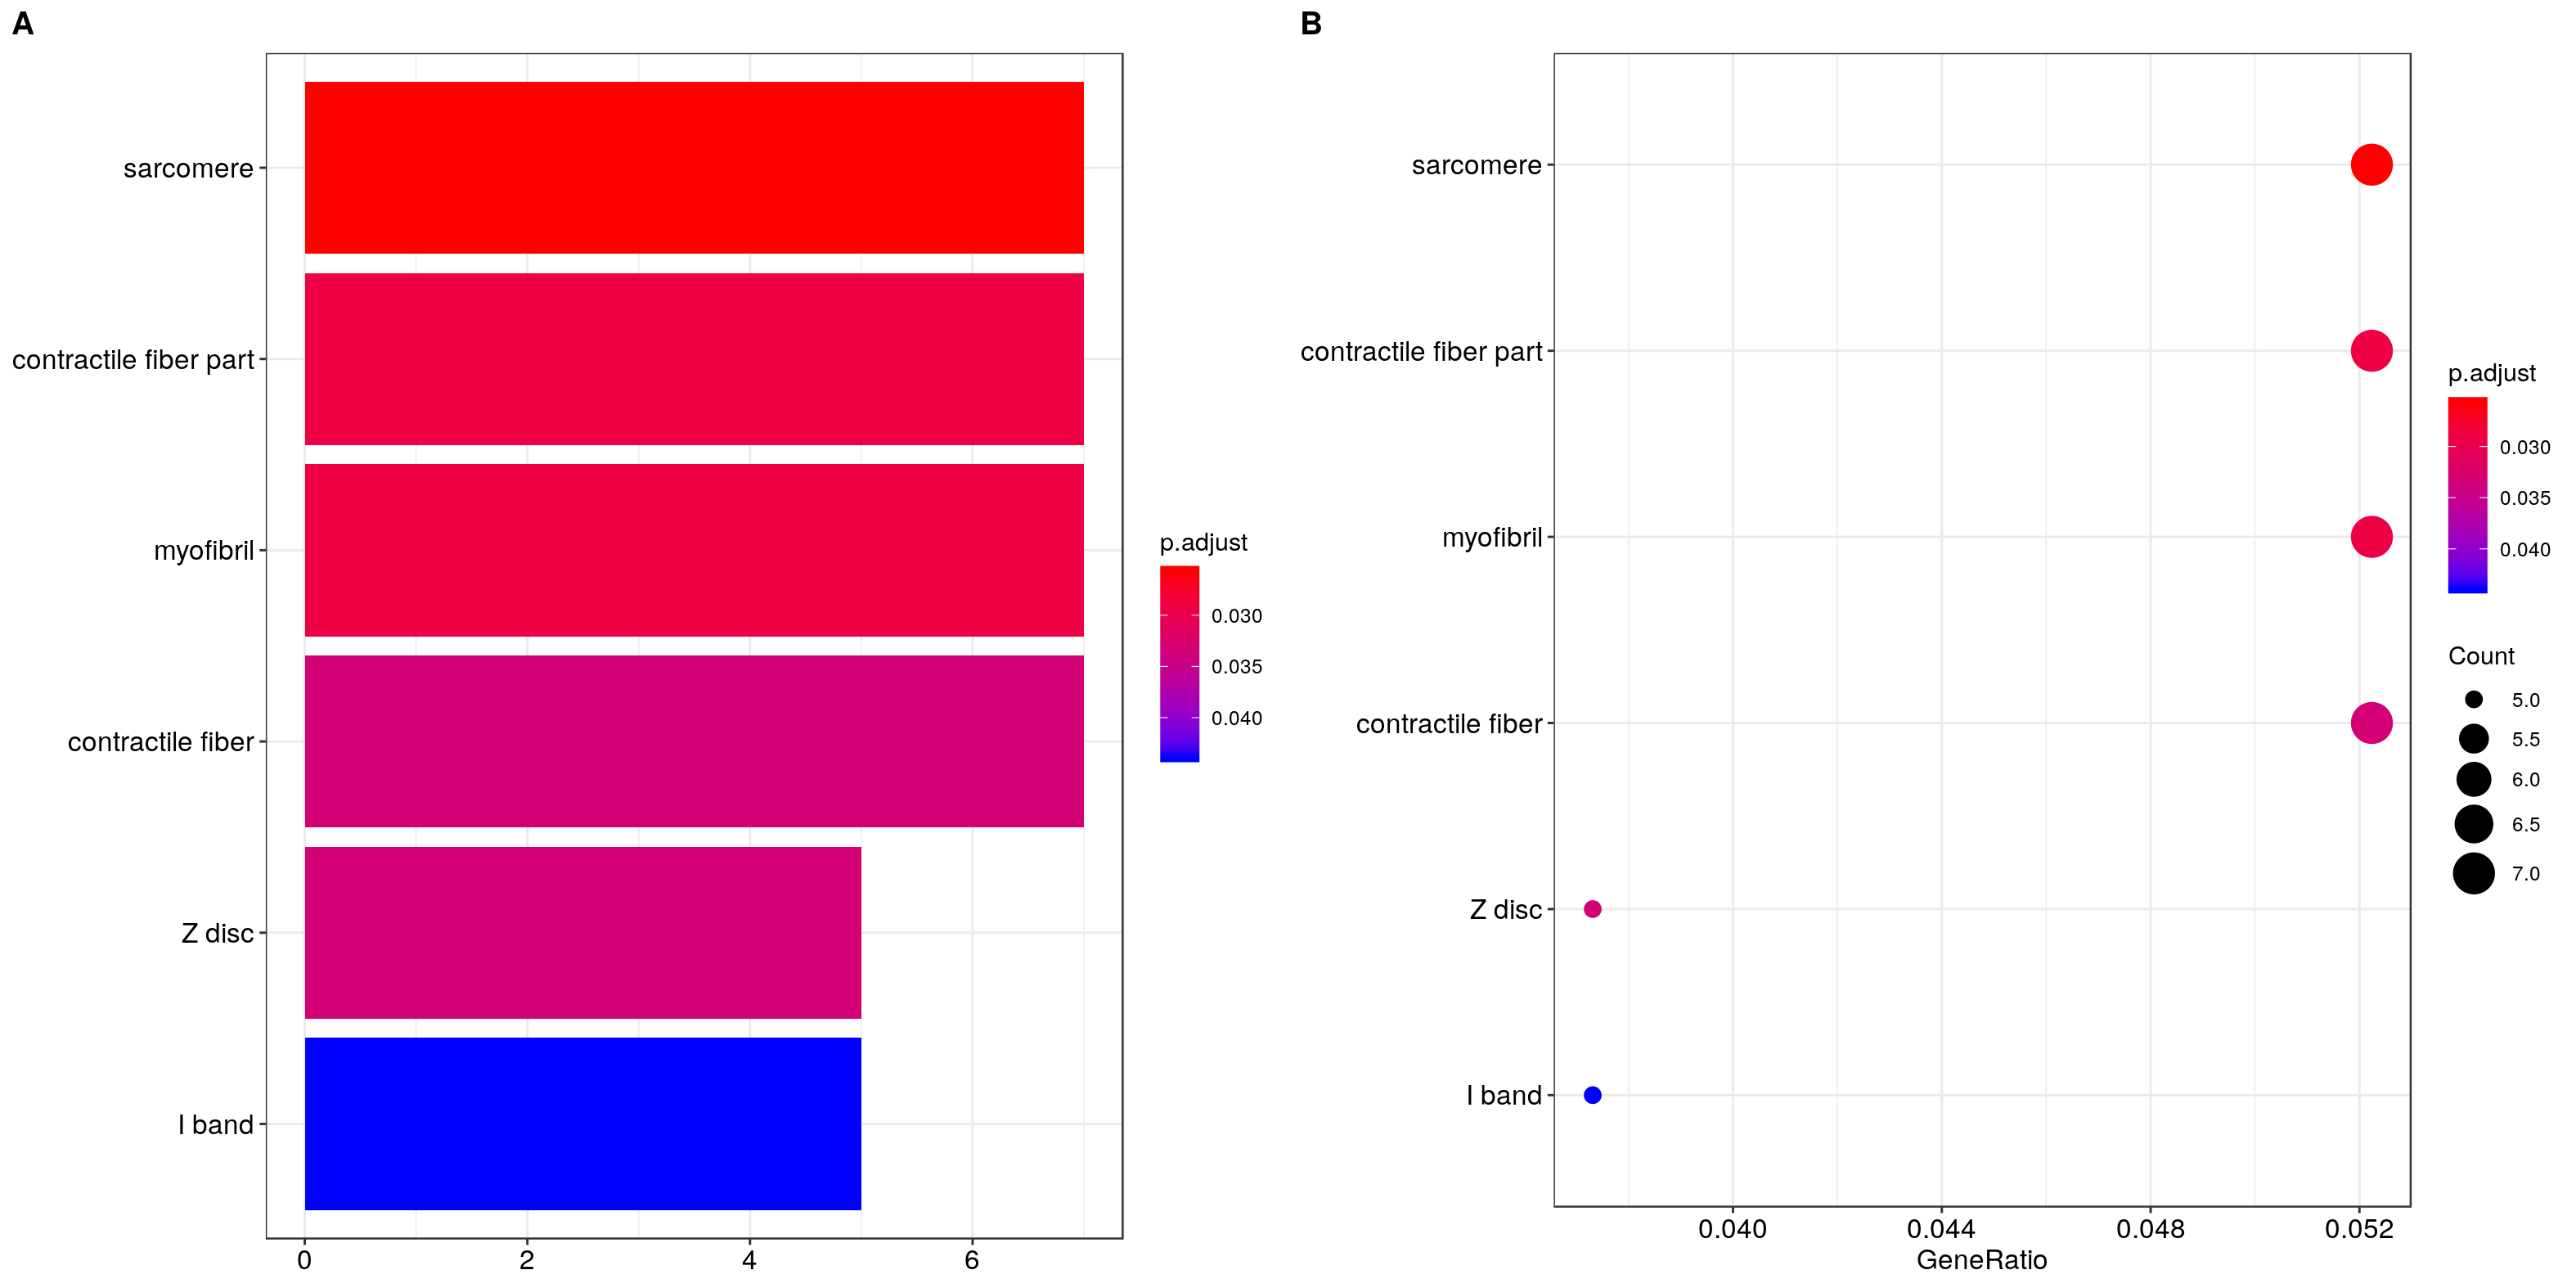 A
sarcomere
contractile fiber part
myofibril
contractile fiber
Z disc
I band
0 2 4 6
p.adjust
0.030
0.035
0.040
B
sarcomere
contractile fiber part
myofibril
contractile fiber
Z disc
I band
0.040 0.044 0.048 0.052
GeneRatio
p.adjust
0.030
0.035
0.040
Count
5.0
5.5
6.0
6.5
7.0